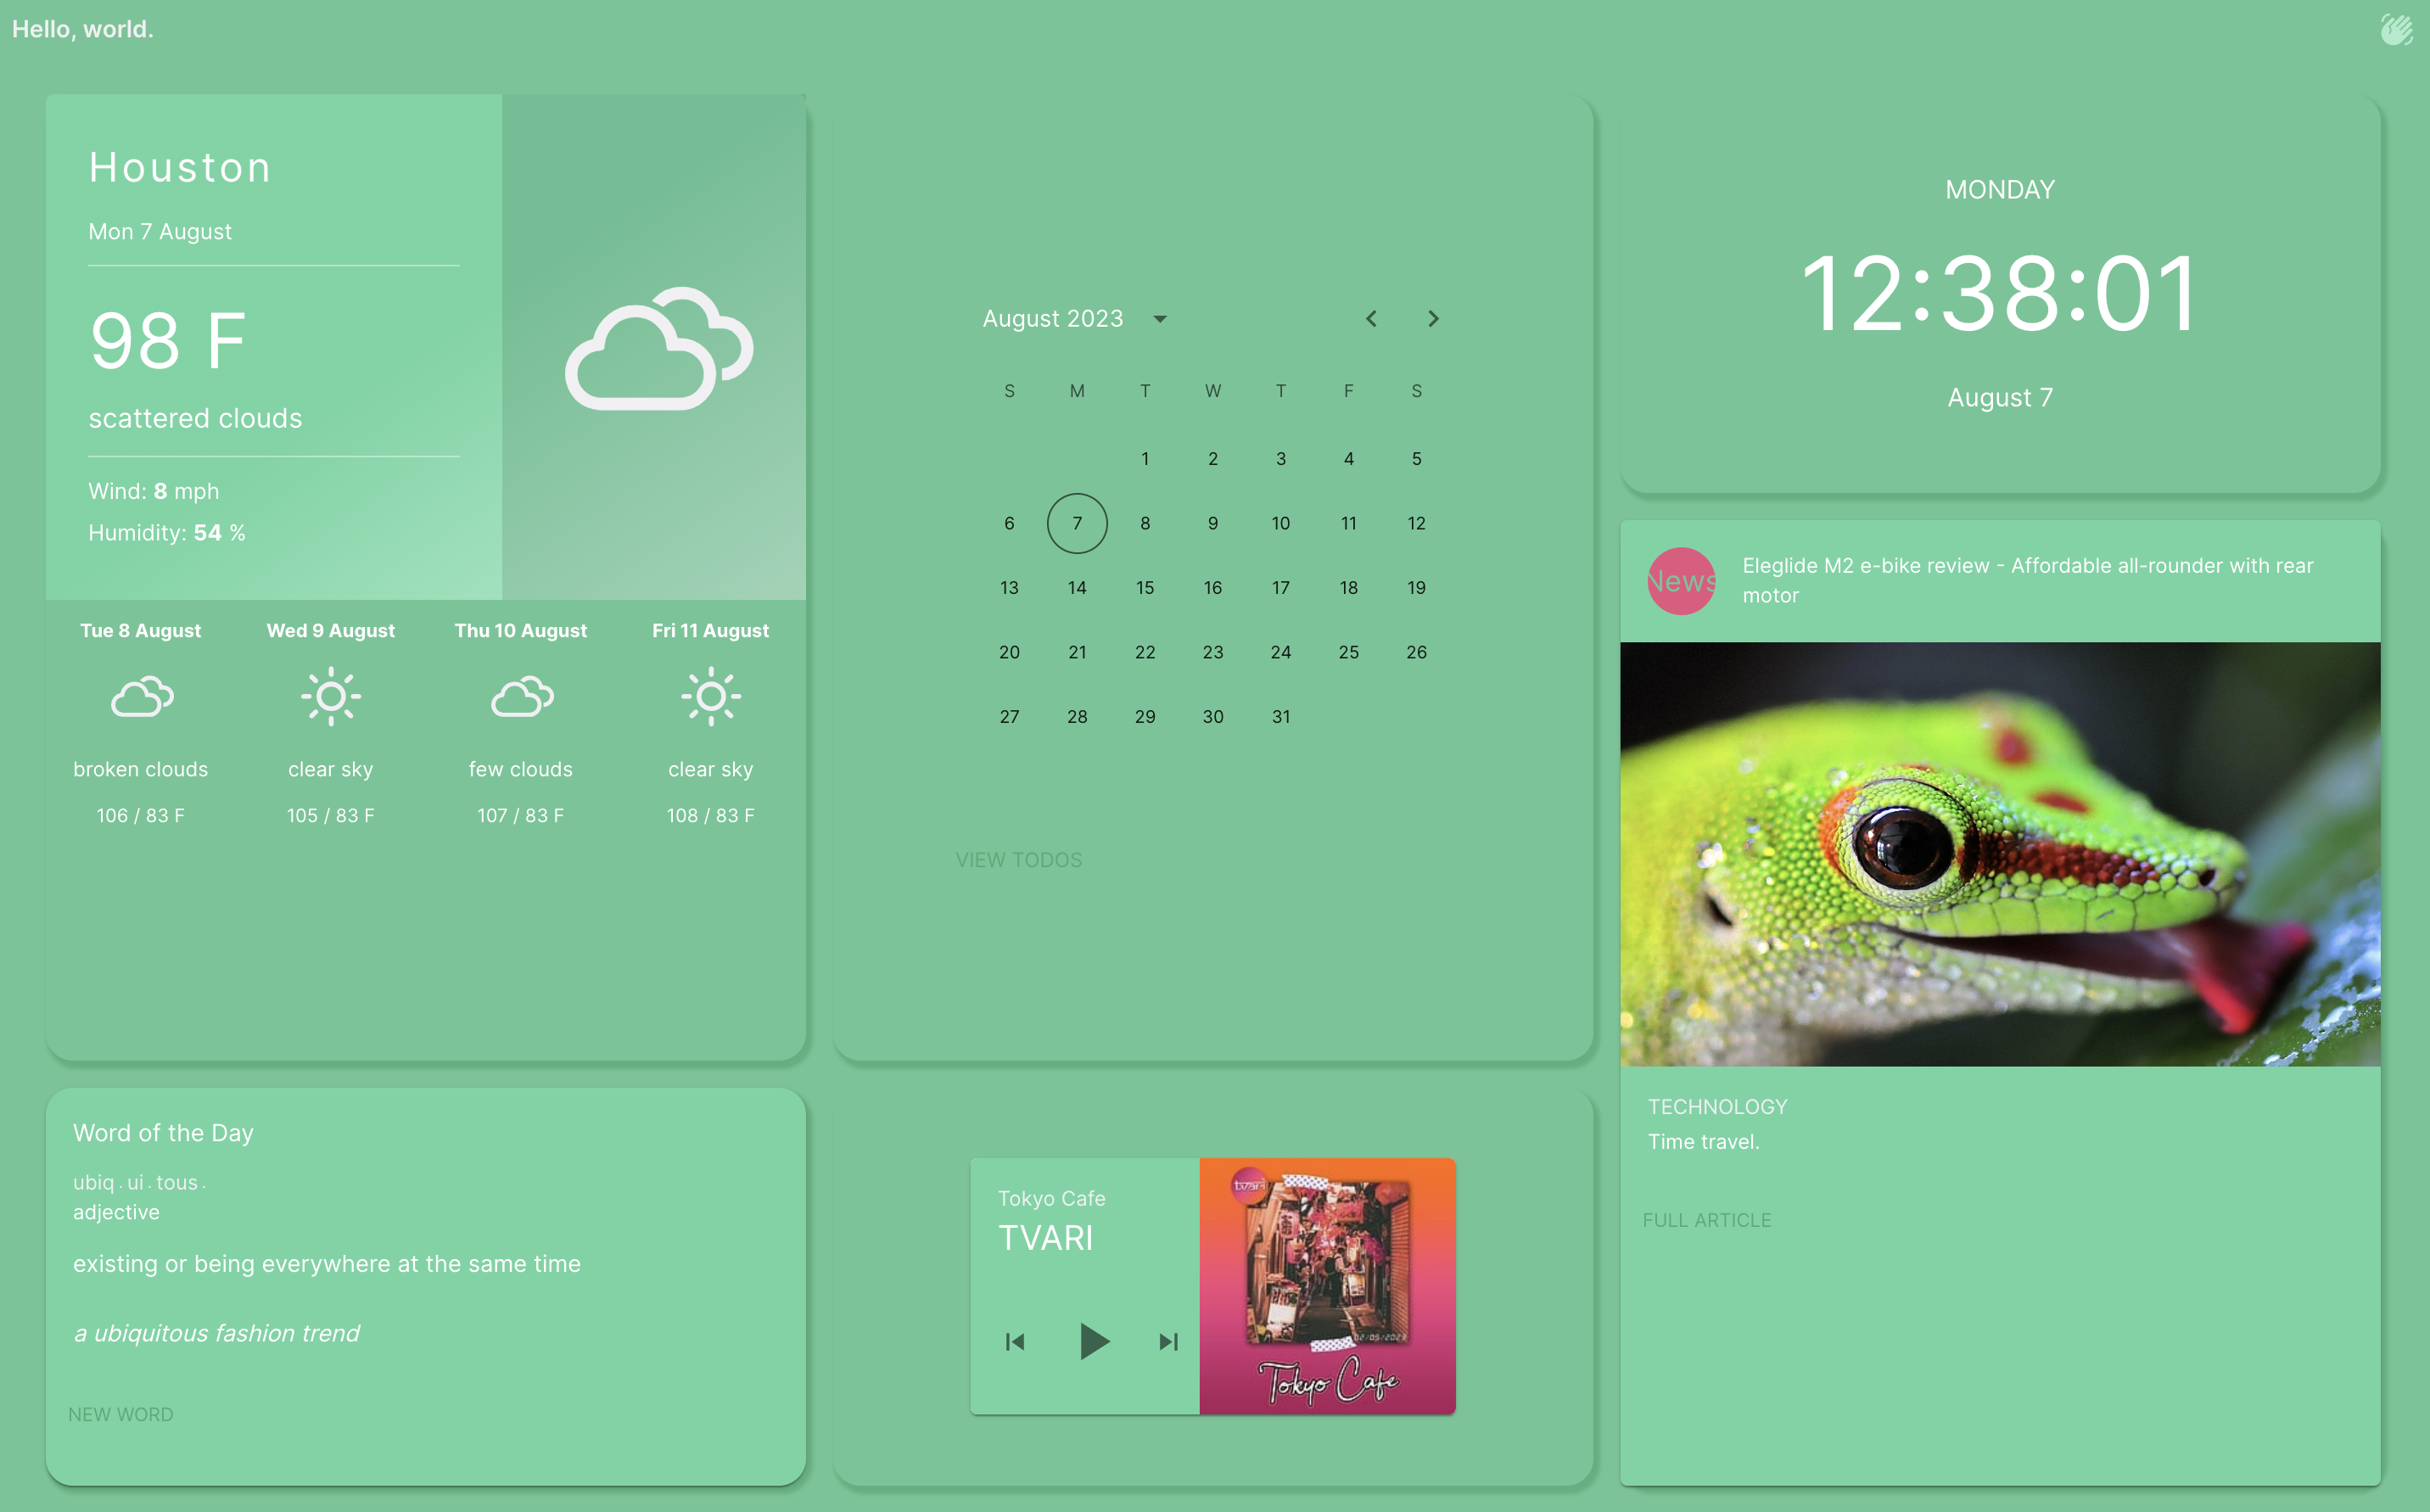 Hello, world.
Houston
Mon 7 August
98 F
scattered clouds
Wind: 8 mph
Humidity: 54 %
Tue 8 August
broken clouds
106 / 83 F
Wed 9 August
clear sky
105 / 83 F
Thu 10 August
few clouds
107 / 83 F
Fri 11 August
clear sky
108 / 83 F
August 2023
S M T W T F S
1 2 3 4 5
6 7 8 9 10 11 12
13 14 15 16 17 18 19
20 21 22 23 24 25 26
27 28 29 30 31
VIEW TODOS
MONDAY
12:38:01
August 7
News
Eleglide M2 e-bike review - Affordable all-rounder with rear
motor
TECHNOLOGY
Time travel.
FULL ARTICLE
Word of the Day
ubiq · ui · tous ·
adjective
existing or being everywhere at the same time
a ubiquitous fashion trend
NEW WORD
Tokyo Cafe
TVARI
tvari
02/05/2023
Tokyo Cafe